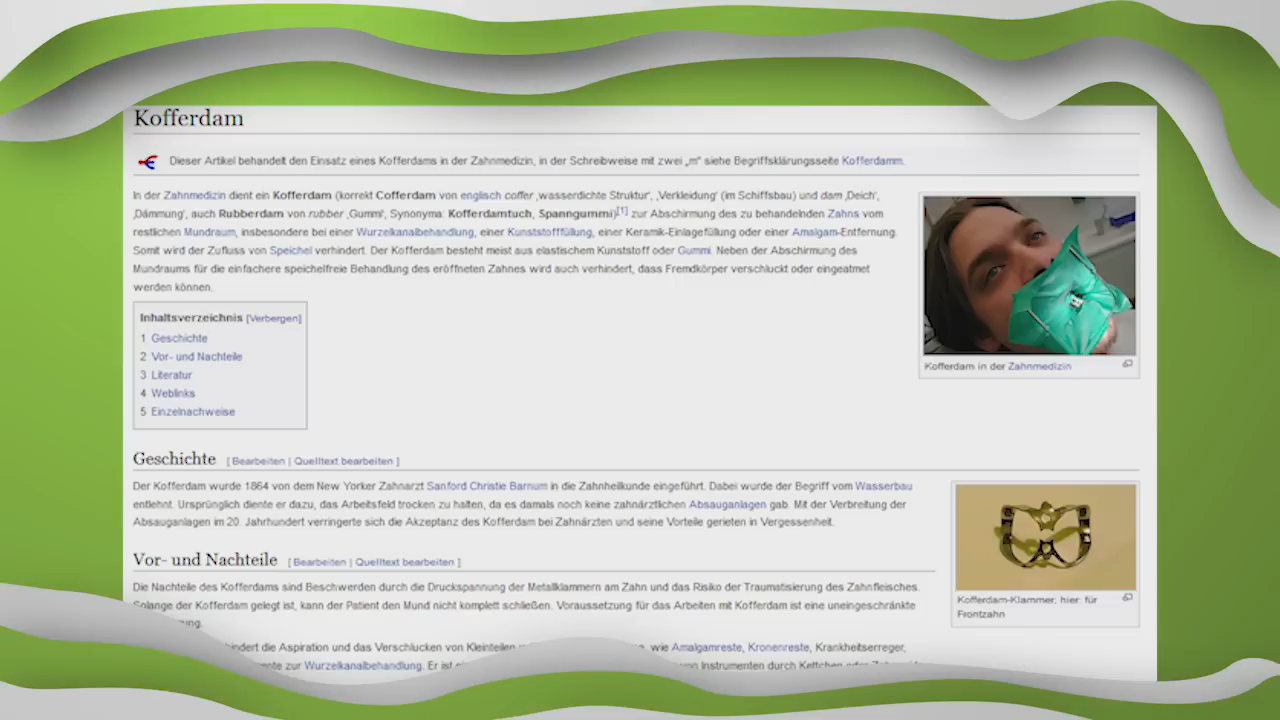 Kofferdam
Dieser Artikel behandelt den Einsatz eines Kofferdams in der Zahnmedizin, in der Schreibweise mit zwei „m“ siehe Begriffsklärungsseite Kofferdamm.
In der Zahnmedizin dient ein Kofferdam (korrekt Cofferdam von englisch coffer ‚wasserdichte Struktur‘, ‚Verkleidung‘ (im Schiffsbau) und dam ‚Deich‘,
‚Dämmung‘, auch Rubberdam von rubber ‚Gummi‘, Synonyma: Kofferdamtuch, Spanngummi)[1] zur Abschirmung des zu behandelnden Zahns vom
restlichen Mundraum, insbesondere bei einer Wurzelkanalbehandlung, einer Kunststofffüllung, einer Keramik-Einlagefüllung oder einer Amalgam-Entfernung.
Somit wird der Zufluss von Speichel verhindert. Der Kofferdam besteht meist aus elastischem Kunststoff oder Gummi. Neben der Abschirmung des
Mundraums für die einfachere speichelfreie Behandlung des eröffneten Zahnes wird auch verhindert, dass Fremdkörper verschluckt oder eingeatmet
werden können.
Kofferdam in der Zahnmedizin
Inhaltsverzeichnis [Verbergen]
1 Geschichte
2 Vor- und Nachteile
3 Literatur
4 Weblinks
5 Einzelnachweise
Geschichte [ Bearbeiten | Quelltext bearbeiten ]
Der Kofferdam wurde 1864 von dem New Yorker Zahnarzt Sanford Christie Barnum in die Zahnheilkunde eingeführt. Dabei wurde der Begriff vom Wasserbau
entlehnt. Ursprünglich diente er dazu, das Arbeitsfeld trocken zu halten, da es damals noch keine zahnärztlichen Absauganlagen gab. Mit der Verbreitung der
Absauganlagen im 20. Jahrhundert verringerte sich die Akzeptanz des Kofferdam bei Zahnärzten und seine Vorteile gerieten in Vergessenheit.
Kofferdam-Klammer; hier: für
Frontzahn
Vor- und Nachteile [ Bearbeiten | Quelltext bearbeiten ]
Die Nachteile des Kofferdams sind Beschwerden durch die Druckspannung der Metallklammern am Zahn und das Risiko der Traumatisierung des Zahnfleisches.
Solange der Kofferdam gelegt ist, kann der Patient den Mund nicht komplett schließen. Voraussetzung für das Arbeiten mit Kofferdam ist eine uneingeschränkte
die Aspiration und das Verschlucken von Kleinteilen wie Amalgamreste, Kronenreste, Krankheitserreger,
zur Wurzelkanalbehandlung. Er ist Instrumenten durch Kettchen oder